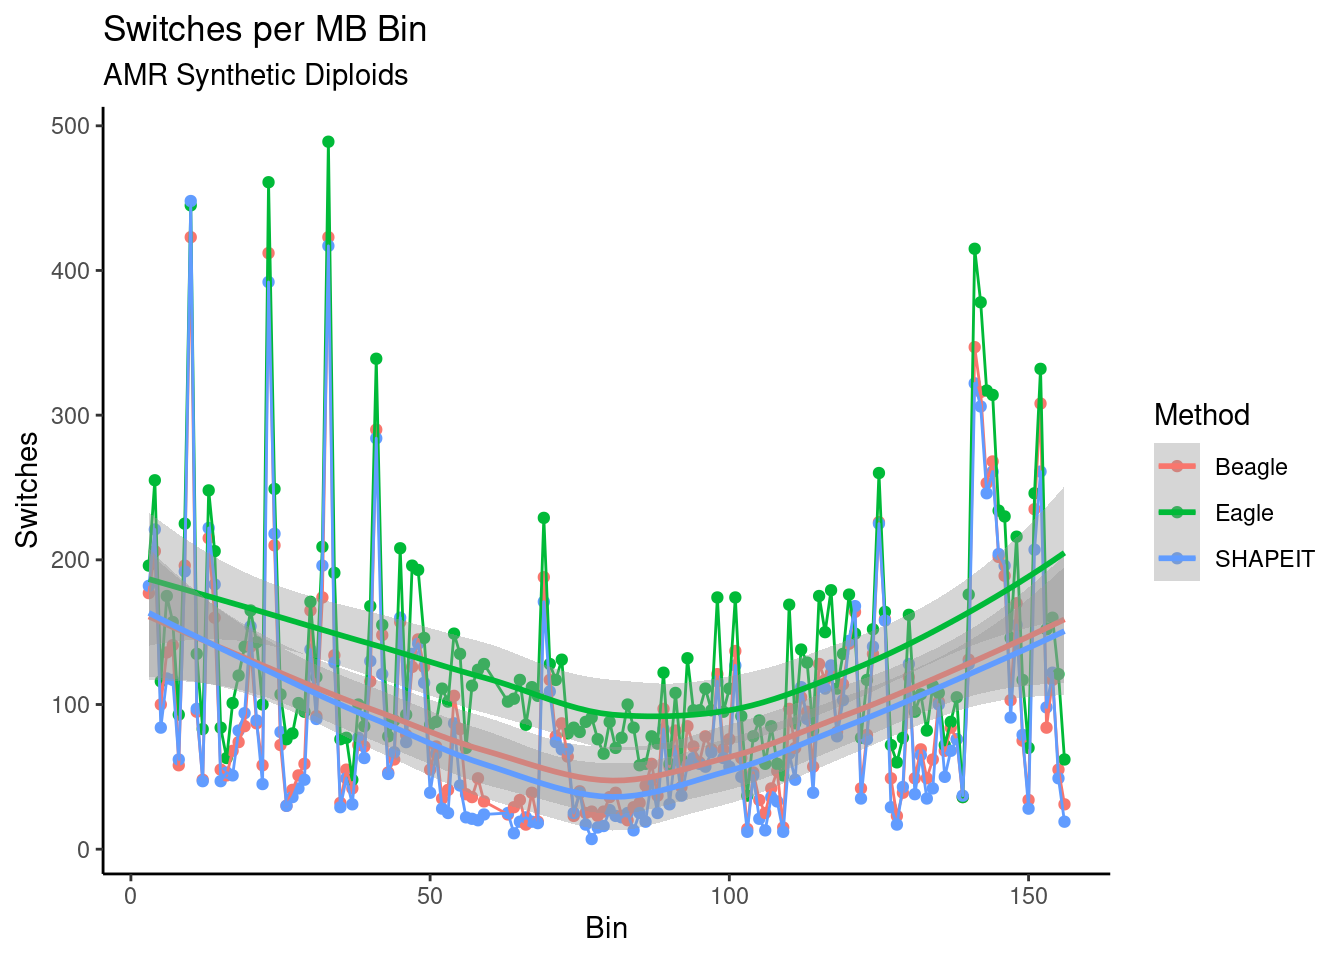 Switches per MB Bin
AMR Synthetic Diploids
500
400
300
200
100
0
Switches
0 50 100 150
Bin
Method
Beagle
Eagle
SHAPEIT